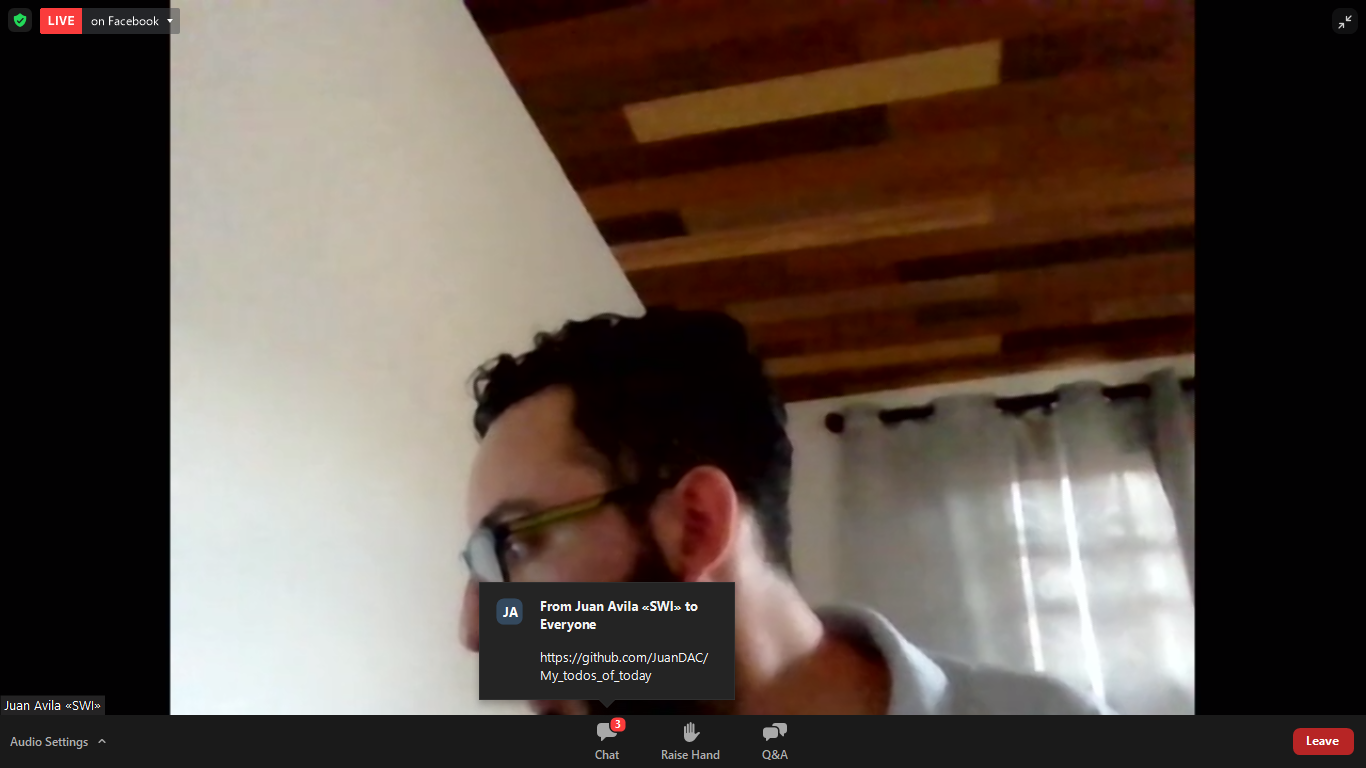 LIVE on Facebook
JA
From Juan Avila «SWI» to
Everyone
https://github.com/JuanDAC/
My_todos_of_today
Juan Avila «SWI»
Audio Settings
3
Chat
Raise Hand
Q&A
Leave